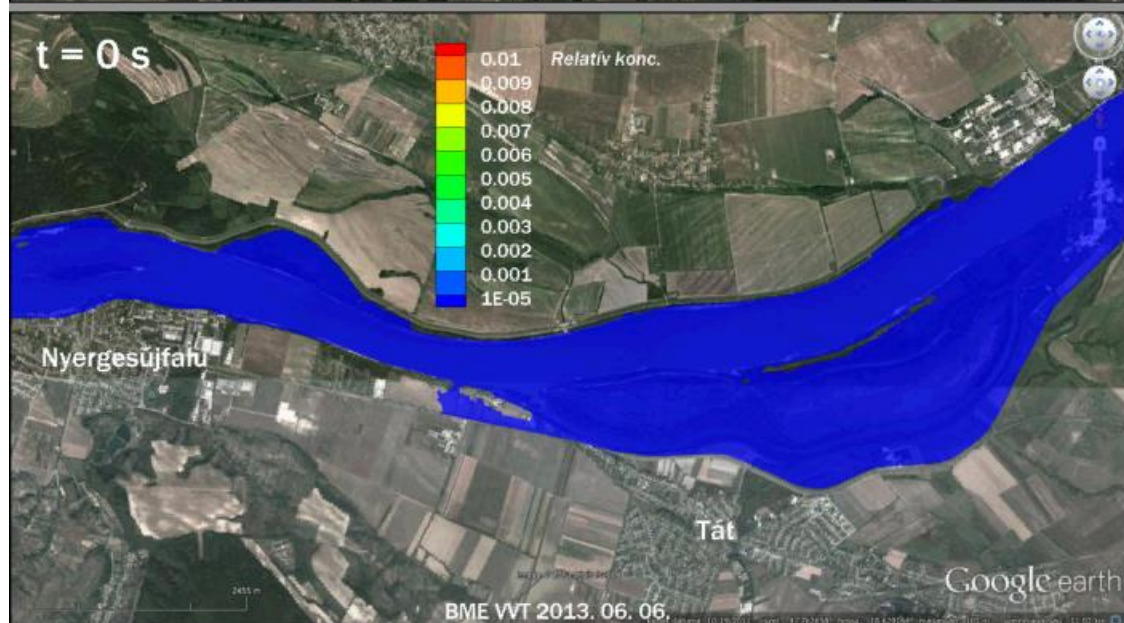 t = 0 s
Relatív konc.
0.01
0.009
0.008
0.007
0.006
0.005
0.004
0.003
0.002
0.001
1E-05
Nyergesújfalu
Tát
2455 m
Google earth
BME VVT 2013. 06. 06.